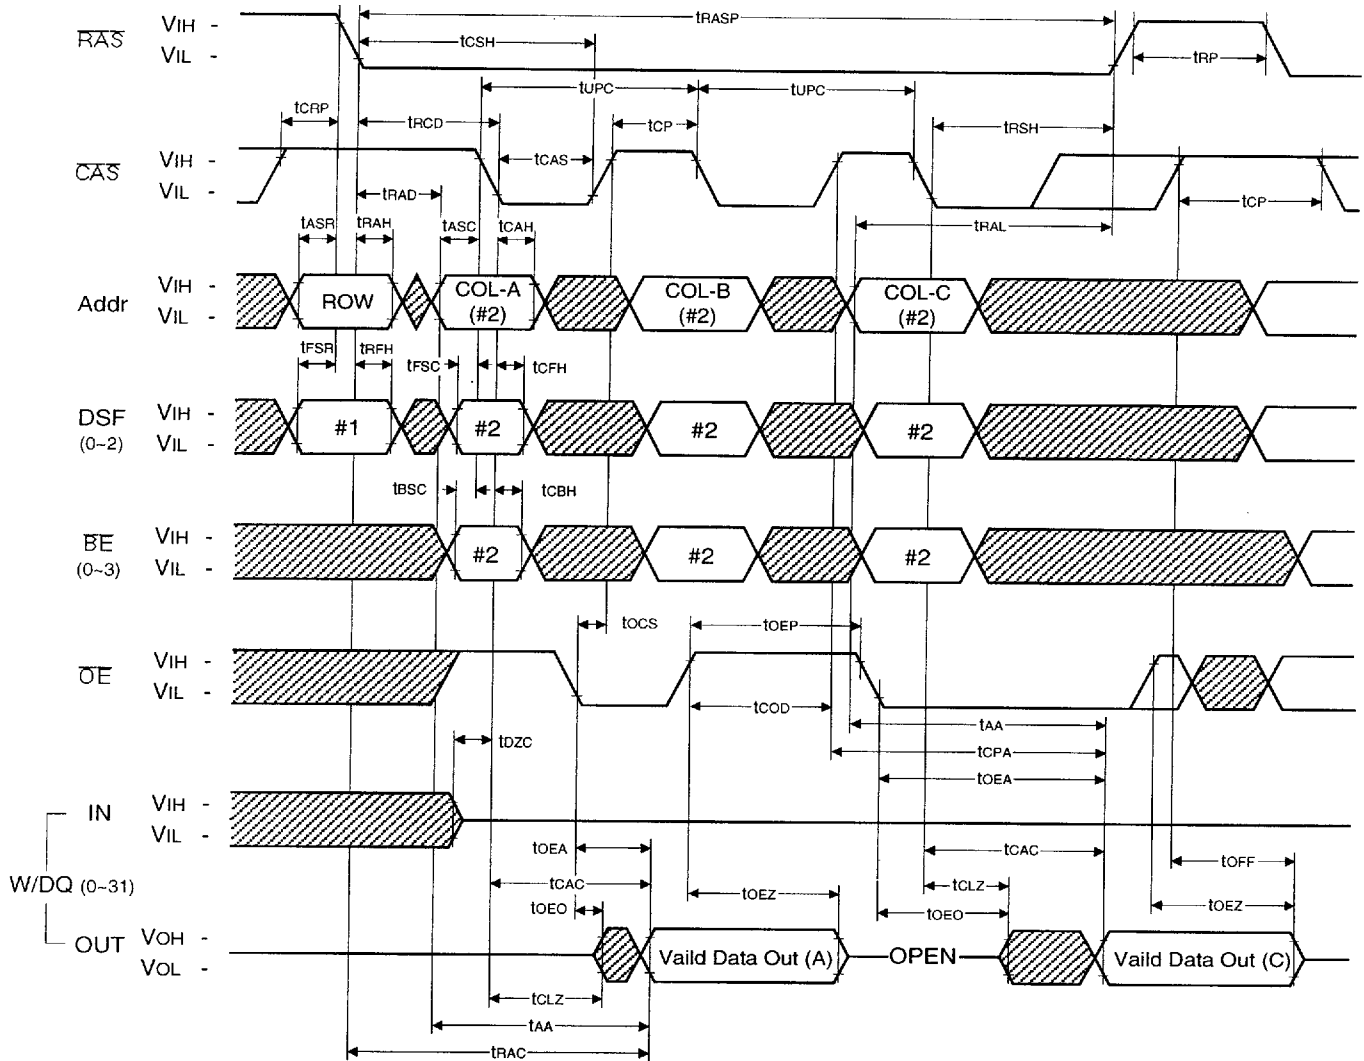 tRASP
RAS
VIH -
VIL -
tCSH
tRP
tUPC
tUPC
tCRP
tRCD
tCP
tRSH
CAS
VIH -
VIL -
tCAS
tRAD
tCP
tASR
tRAH
tASC
tCAH
tRAL
Addr
VIH -
VIL -
ROW
COL-A
(#2)
COL-B
(#2)
COL-C
(#2)
tFSR
tRFH
tFSC
tCFH
DSF
(0~2)
VIH -
VIL -
#1
#2
#2
#2
tBSC
tCBH
BE
(0~3)
VIH -
VIL -
#2
#2
#2
tOCS
tOEP
OE
VIH -
VIL -
tCOD
tAA
tDZC
tCPA
tOEA
IN
VIH -
VIL -
tOEA
tCAC
tOFF
W/DQ (0~31)
tCAC
tCLZ
tOEZ
tOEZ
tOEO
tOEO
OUT
VOH -
VOL -
Vaild Data Out (A)
OPEN
Vaild Data Out (C)
tCLZ
tAA
tRAC